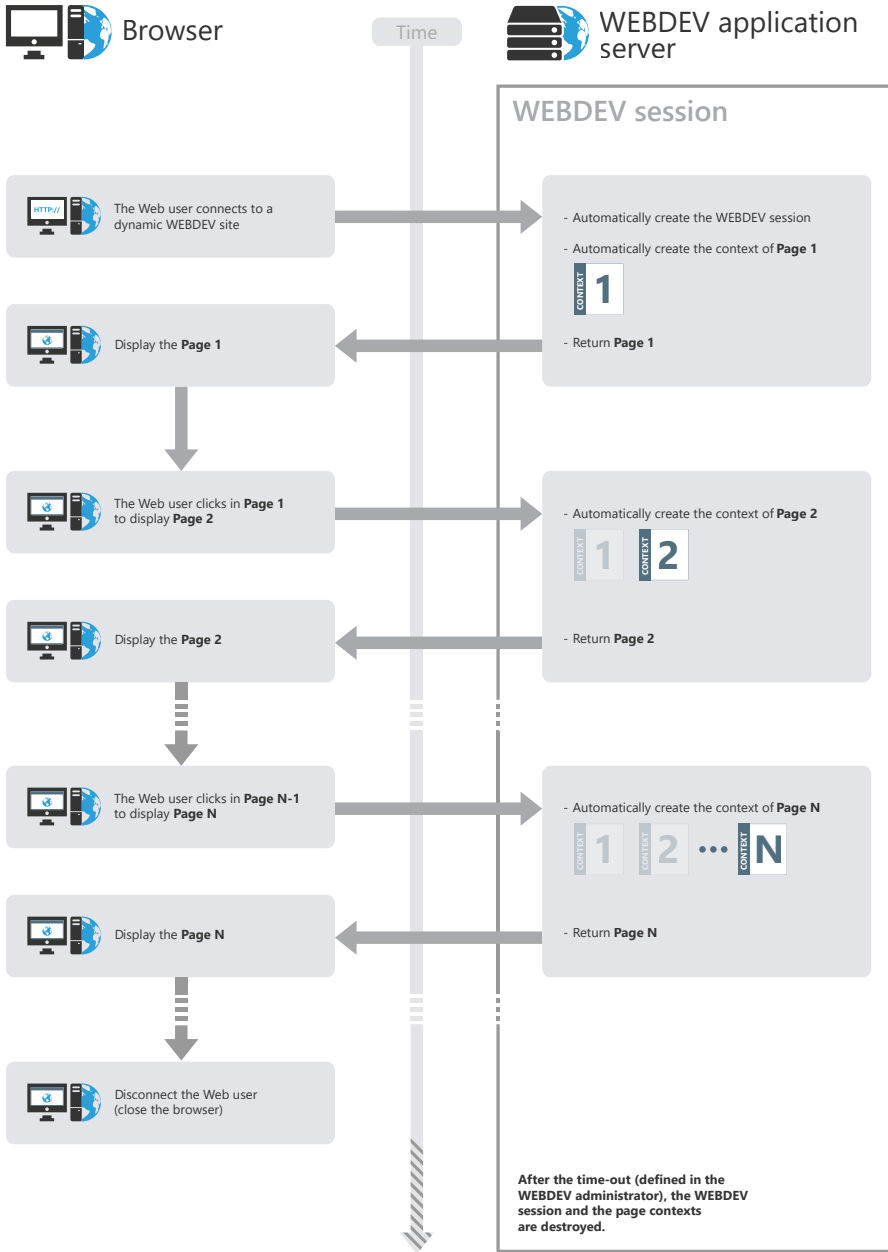 Browser
Time
WEBDEV application
server
WEBDEV session
HTTP://
The Web user connects to a
dynamic WEBDEV site
- Automatically create the WEBDEV session
- Automatically create the context of Page 1
CONTEXT
1
Display the Page 1
- Return Page 1
The Web user clicks in Page 1
to display Page 2
- Automatically create the context of Page 2
CONTEXT
1
CONTEXT
2
Display the Page 2
- Return Page 2
The Web user clicks in Page N-1
to display Page N
- Automatically create the context of Page N
CONTEXT
1
CONTEXT
2
•••
CONTEXT
N
Display the Page N
- Return Page N
Disconnect the Web user
(close the browser)
After the time-out (defined in the
WEBDEV administrator), the WEBDEV
session and the page contexts
are destroyed.